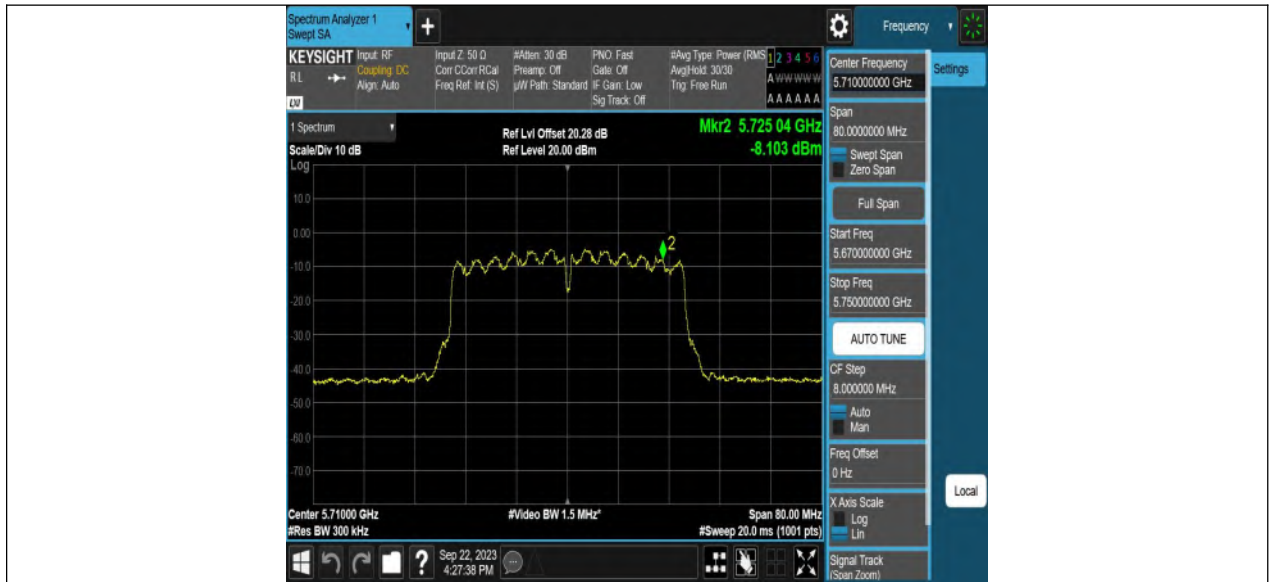 Spectrum Analyzer 1
Swept SA
+
Frequency
KEYSIGHT
Input: RF
Coupling: DC
Align: Auto
Input Z: 50 Ω
Corr CCorr RCal
Freq Ref: Int (S)
#Atten: 30 dB
Preamp: Off
µW Path: Standard
PNO: Fast
Gate: Off
IF Gain: Low
Sig Track: Off
#Avg Type: Power (RMS
Avg|Hold: 30/30
Trig: Free Run
1 2 3 4 5 6
A W W W W W
A A A A A A
RL
LXI
Center Frequency
5.710000000 GHz
Settings
Span
80.0000000 MHz
Swept Span
Zero Span
Full Span
Start Freq
5.670000000 GHz
Stop Freq
5.750000000 GHz
AUTO TUNE
CF Step
8.000000 MHz
Auto
Man
Freq Offset
0 Hz
X Axis Scale
Log
Lin
Signal Track
(Span Zoom)
Local
1 Spectrum
Scale/Div 10 dB
Log
Ref Lvl Offset 20.28 dB
Ref Level 20.00 dBm
Mkr2 5.725 04 GHz
-8.103 dBm
10.0
0.00
-10.0
-20.0
-30.0
-40.0
-50.0
-60.0
-70.0
2
Center 5.71000 GHz
#Res BW 300 kHz
#Video BW 1.5 MHz*
Span 80.00 MHz
#Sweep 20.0 ms (1001 pts)
?
Sep 22, 2023
4:27:38 PM